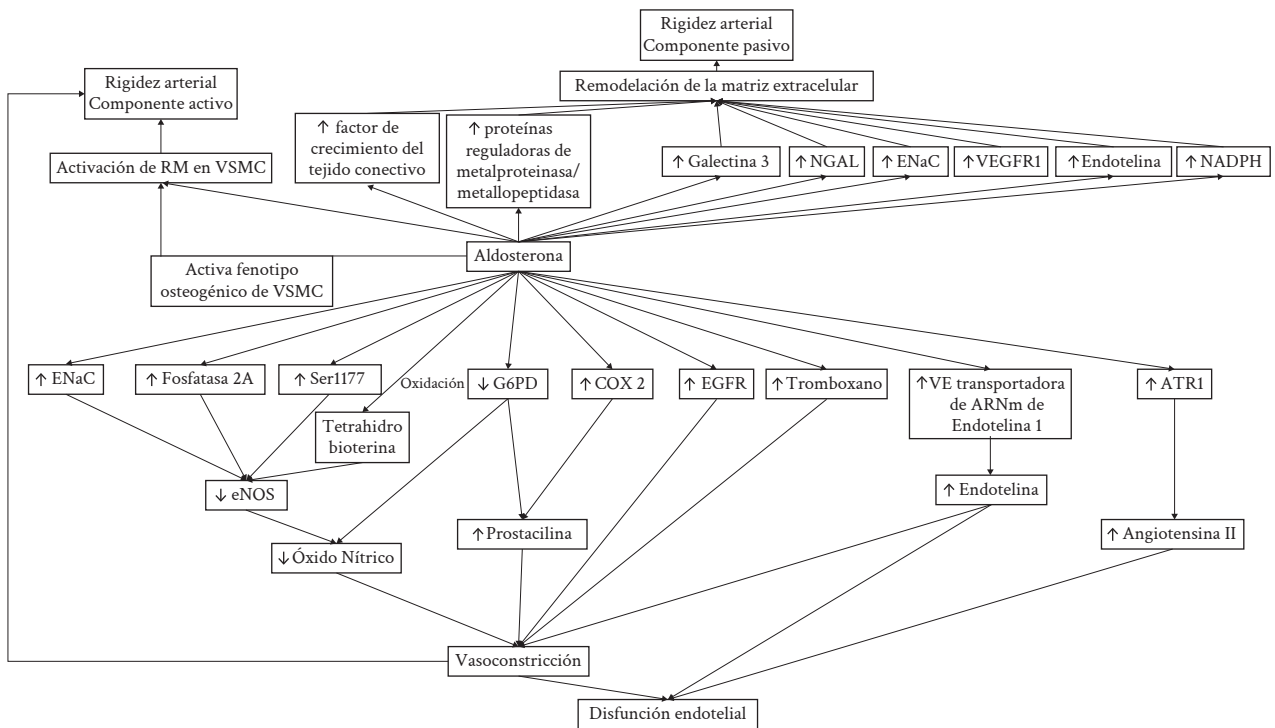 Rigidez arterial
Componente pasivo
Rigidez arterial
Componente activo
Remodelación de la matriz extracelular
↑ factor de
crecimiento del
tejido conectivo
↑ proteínas
reguladoras de
metalproteinasa/
metallopeptidasa
Activación de RM en VSMC
↑ Galectina 3
↑ NGAL
↑ ENaC
↑ VEGFR1
↑ Endotelina
↑ NADPH
Aldosterona
Activa fenotipo
osteogénico de VSMC
↑ ENaC
↑ Fosfatasa 2A
↑ Ser1177
Oxidación
↓ G6PD
↑ COX 2
↑ EGFR
↑ Tromboxano
↑ VE transportadora
de ARNm de
Endotelina 1
↑ ATR1
Tetrahidro
bioterina
↓ eNOS
↑ Endotelina
↑ Prostacilina
↑ Angiotensina II
↓ Óxido Nítrico
Vasoconstricción
Disfunción endotelial